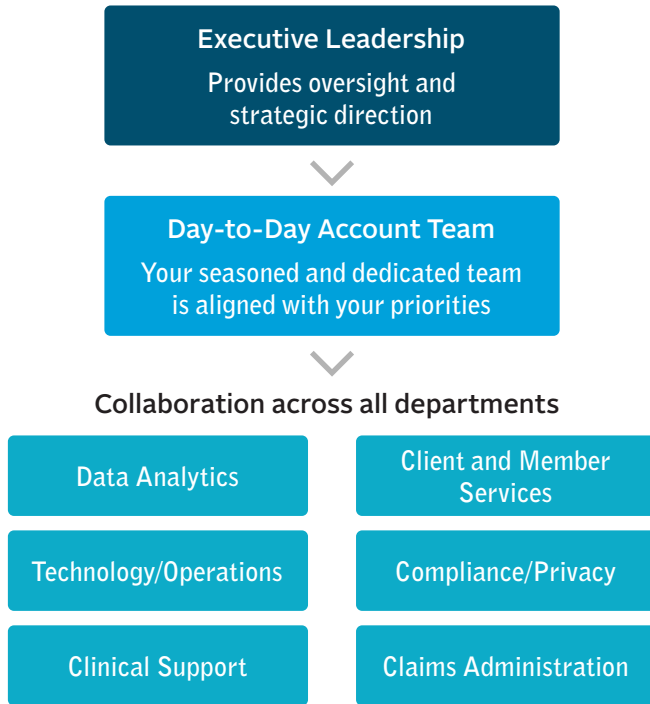 Executive Leadership
Provides oversight and
strategic direction
Day-to-Day Account Team
Your seasoned and dedicated team
is aligned with your priorities
Collaboration across all departments
Data Analytics
Client and Member
Services
Technology/Operations
Compliance/Privacy
Clinical Support
Claims Administration